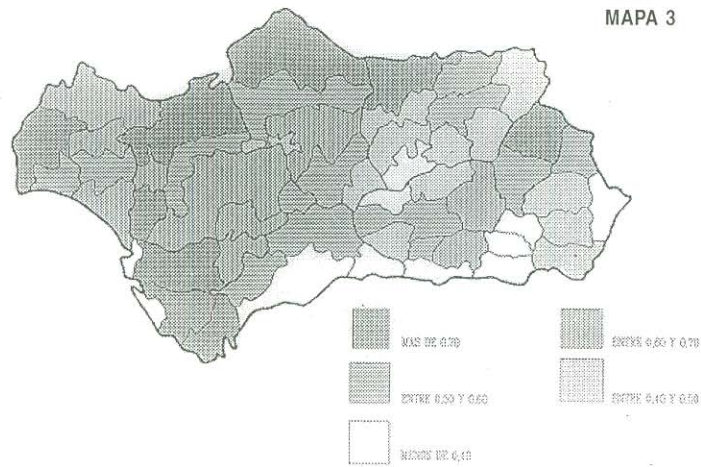 MAPA 3
MAS DE 0.70
ENTRE 0,60 Y 0,70
ENTRE 0,50 Y 0,60
ENTRE 0,40 Y 0,50
MENOS DE 0,40